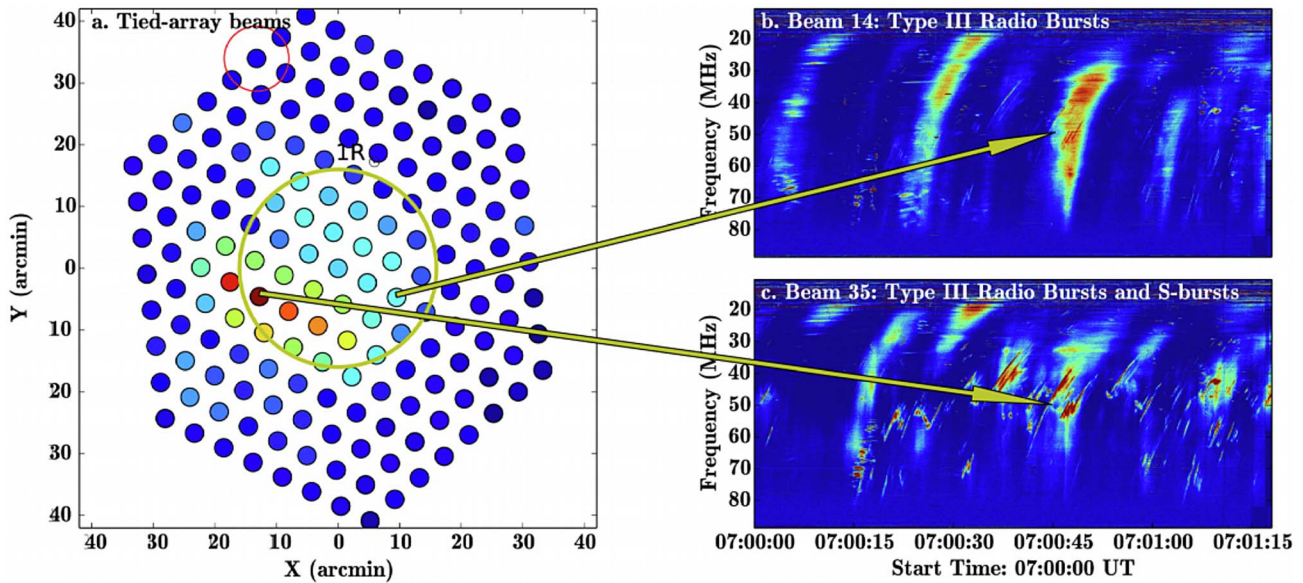 a. Tied-array beams
1R☉
Y (arcmin)
40
30
20
10
0
10
20
30
40
40 30 20 10 0 10 20 30 40
X (arcmin)
b. Beam 14: Type III Radio Bursts
Frequency (MHz)
20
30
40
50
60
70
80
c. Beam 35: Type III Radio Bursts and S-bursts
Frequency (MHz)
20
30
40
50
60
70
80
07:00:00 07:00:15 07:00:30 07:00:45 07:01:00 07:01:15
Start Time: 07:00:00 UT